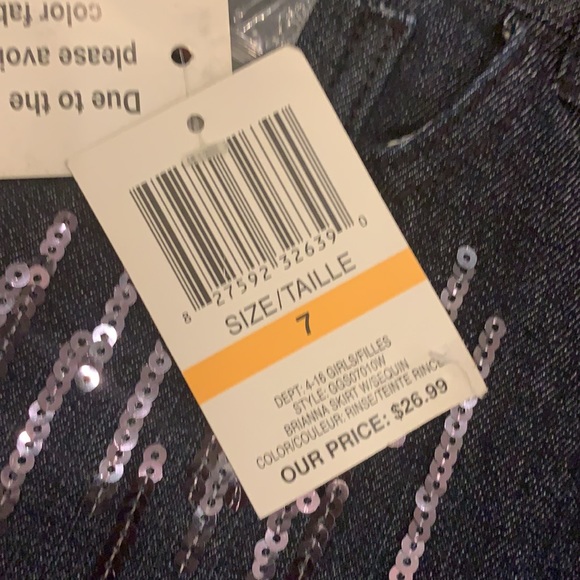 Due to the
please avoi
color fab
8 27592 32639 0
SIZE/TAILLE
7
DEPT: 4-16 GIRLS/FILLES
STYLE: GGS07010W
BRIANNA SKIRT W/SEQUIN
COLOR/COULEUR: RINSE/TEINTE RINCE
OUR PRICE: $26.99